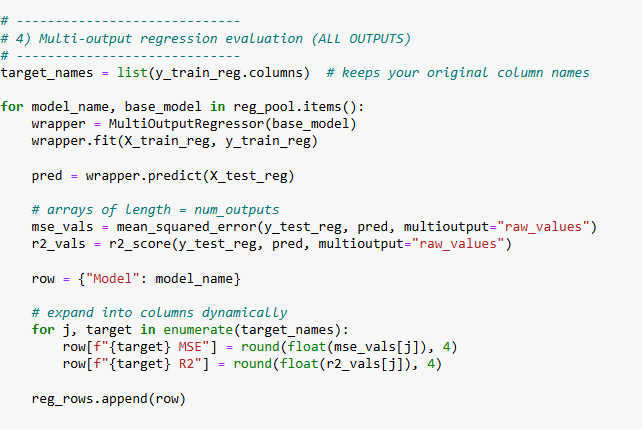 # -----------------------------
# 4) Multi-output regression evaluation (ALL OUTPUTS)
# -----------------------------
target_names = list(y_train_reg.columns)  # keeps your original column names

for model_name, base_model in reg_pool.items():
    wrapper = MultiOutputRegressor(base_model)
    wrapper.fit(X_train_reg, y_train_reg)

    pred = wrapper.predict(X_test_reg)

    # arrays of length = num_outputs
    mse_vals = mean_squared_error(y_test_reg, pred, multioutput="raw_values")
    r2_vals = r2_score(y_test_reg, pred, multioutput="raw_values")

    row = {"Model": model_name}

    # expand into columns dynamically
    for j, target in enumerate(target_names):
        row[f"{target} MSE"] = round(float(mse_vals[j]), 4)
        row[f"{target} R2"] = round(float(r2_vals[j]), 4)

    reg_rows.append(row)